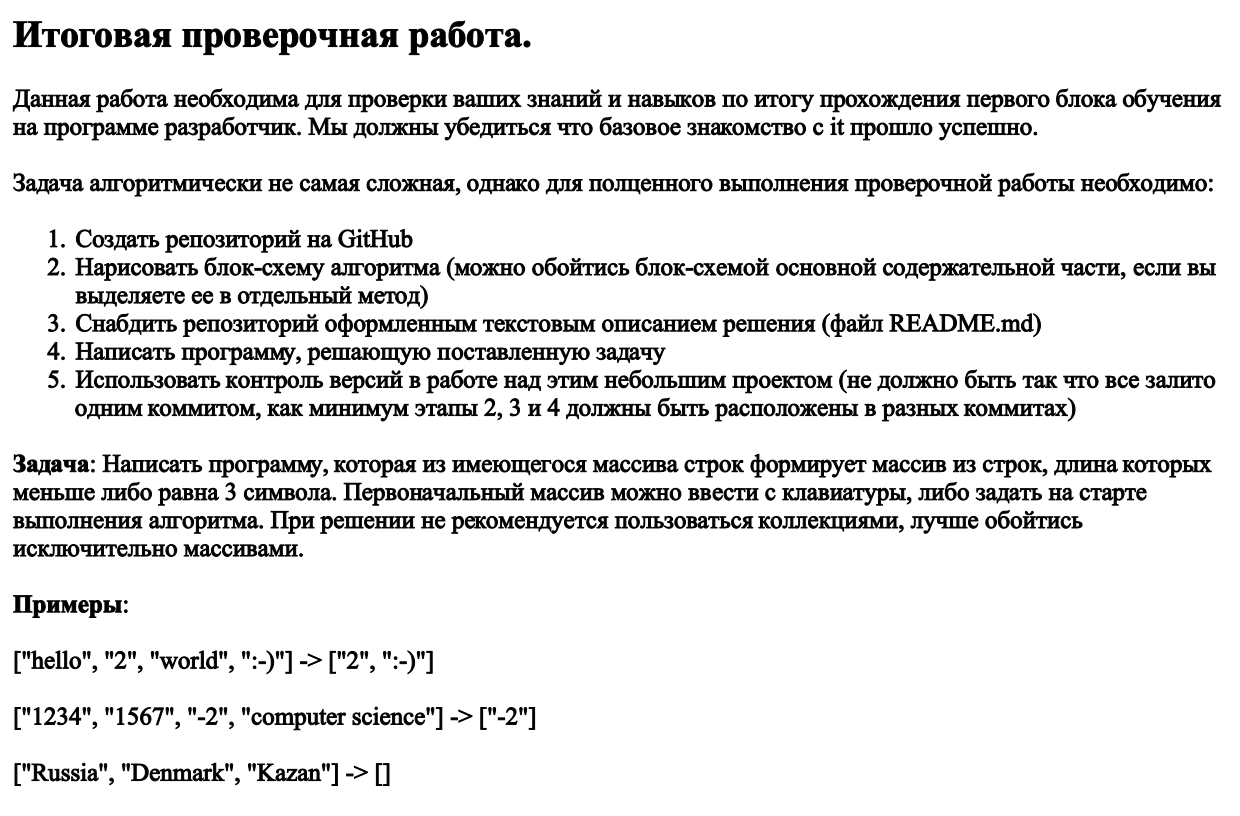 Итоговая проверочная работа.
Данная работа необходима для проверки ваших знаний и навыков по итогу прохождения первого блока обучения
на программе разработчик. Мы должны убедиться что базовое знакомство с it прошло успешно.
Задача алгоритмически не самая сложная, однако для полценного выполнения проверочной работы необходимо:
1. Создать репозиторий на GitHub
2. Нарисовать блок-схему алгоритма (можно обойтись блок-схемой основной содержательной части, если вы
выделяете ее в отдельный метод)
3. Снабдить репозиторий оформленным текстовым описанием решения (файл README.md)
4. Написать программу, решающую поставленную задачу
5. Использовать контроль версий в работе над этим небольшим проектом (не должно быть так что все залито
одним коммитом, как минимум этапы 2, 3 и 4 должны быть расположены в разных коммитах)
Задача: Написать программу, которая из имеющегося массива строк формирует массив из строк, длина которых
меньше либо равна 3 символа. Первоначальный массив можно ввести с клавиатуры, либо задать на старте
выполнения алгоритма. При решении не рекомендуется пользоваться коллекциями, лучше обойтись
исключительно массивами.
Примеры:
["hello", "2", "world", ":-)"] -> ["2", ":-)"]
["1234", "1567", "-2", "computer science"] -> ["-2"]
["Russia", "Denmark", "Kazan"] -> []